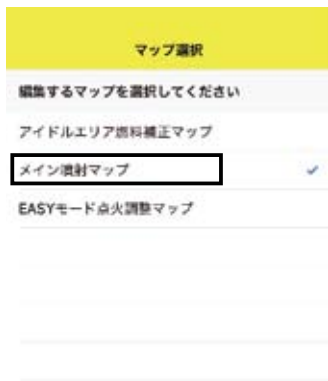 マップ選択
編集するマップを選択してください
アイドルエリア燃料補正マップ
メイン噴射マップ
EASYモード点火調整マップ